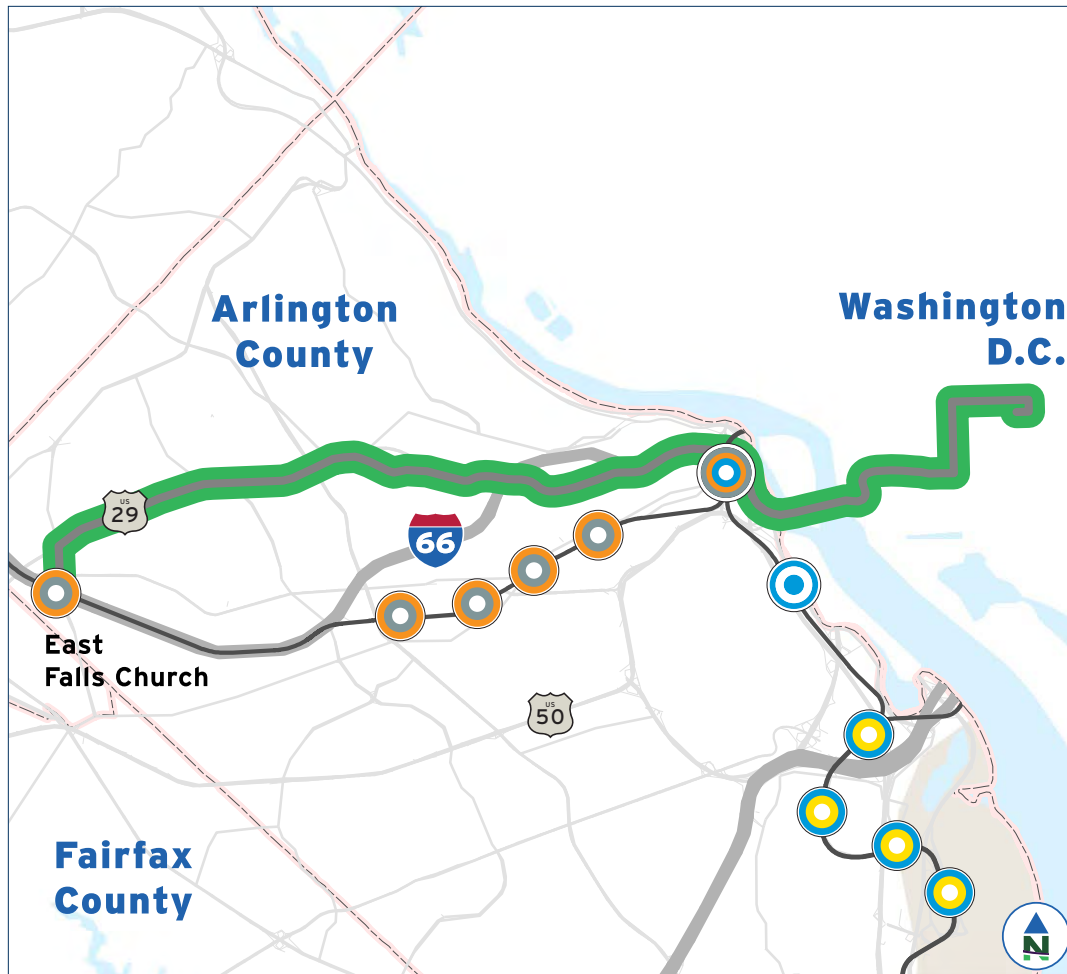 Arlington
County
Washington
D.C.
US
29
66
East
Falls Church
US
50
Fairfax
County
N